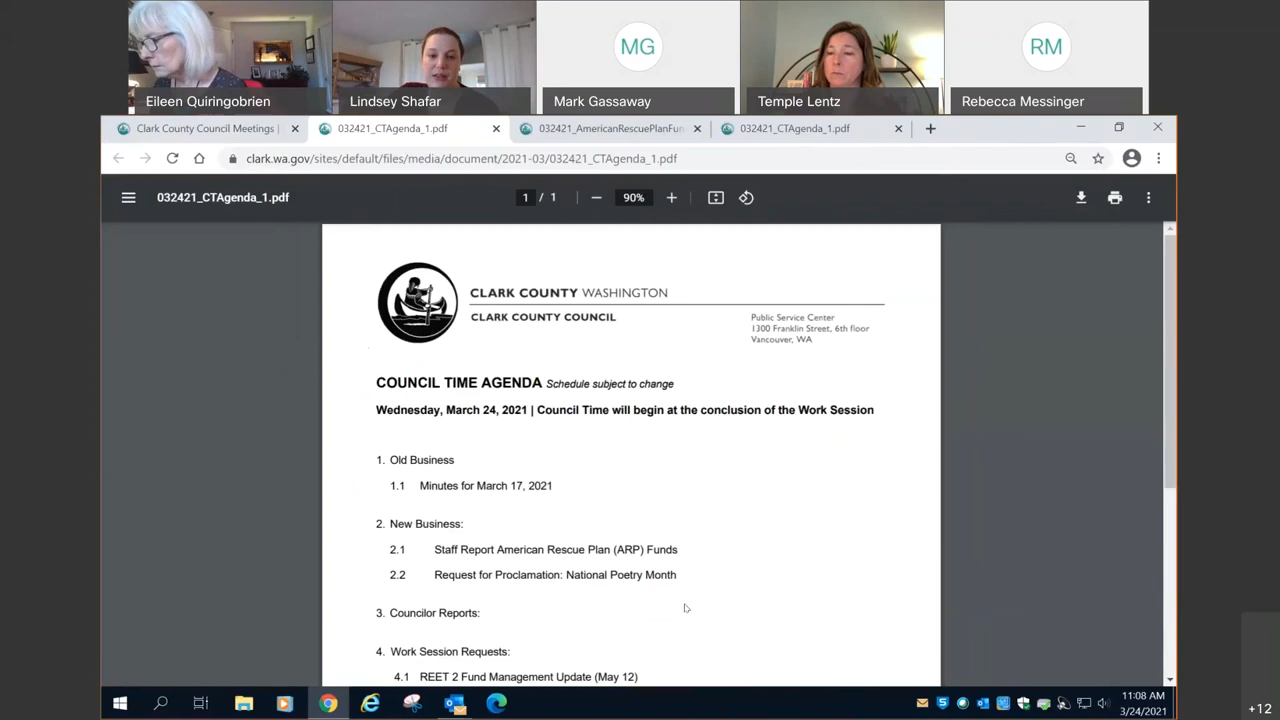 MG
RM
Eileen Quiringobrien
Lindsey Shafar
Mark Gassaway
Temple Lentz
Rebecca Messinger
Clark County Council Meetings |
032421_CTAgenda_1.pdf
032421_AmericanRescuePlanFun
032421_CTAgenda_1.pdf
clark.wa.gov/sites/default/files/media/document/2021-03/032421_CTAgenda_1.pdf
032421_CTAgenda_1.pdf
1 / 1
90%
CLARK COUNTY WASHINGTON
CLARK COUNTY COUNCIL
Public Service Center
1300 Franklin Street, 6th floor
Vancouver, WA
COUNCIL TIME AGENDA Schedule subject to change
Wednesday, March 24, 2021 | Council Time will begin at the conclusion of the Work Session
1. Old Business
1.1 Minutes for March 17, 2021
2. New Business:
2.1 Staff Report American Rescue Plan (ARP) Funds
2.2 Request for Proclamation: National Poetry Month
3. Councilor Reports:
4. Work Session Requests:
4.1 REET 2 Fund Management Update (May 12)
11:08 AM
3/24/2021
+12